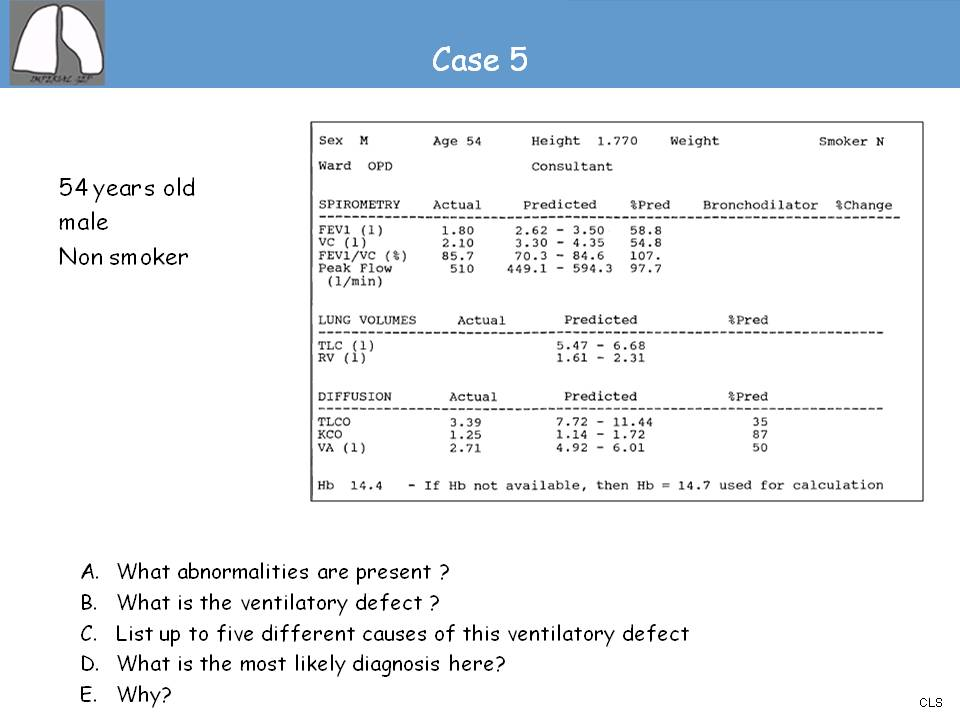 IMPERIAL SEP
Case 5
54 years old
male
Non smoker
Sex M Age 54 Height 1.770 Weight Smoker N
Ward OPD Consultant
SPIROMETRY Actual Predicted %Pred Bronchodilator %Change
FEV1 (l) 1.80 2.62 - 3.50 58.8
VC (l) 2.10 3.30 - 4.35 54.8
FEV1/VC (%) 85.7 70.3 - 84.6 107.
Peak Flow 510 449.1 - 594.3 97.7
(l/min)
LUNG VOLUMES Actual Predicted %Pred
TLC (l) 5.47 - 6.68
RV (l) 1.61 - 2.31
DIFFUSION Actual Predicted %Pred
TLCO 3.39 7.72 - 11.44 35
KCO 1.25 1.14 - 1.72 87
VA (l) 2.71 4.92 - 6.01 50
Hb 14.4 - If Hb not available, then Hb = 14.7 used for calculation
A. What abnormalities are present ?
B. What is the ventilatory defect ?
C. List up to five different causes of this ventilatory defect
D. What is the most likely diagnosis here?
E. Why?
CLS